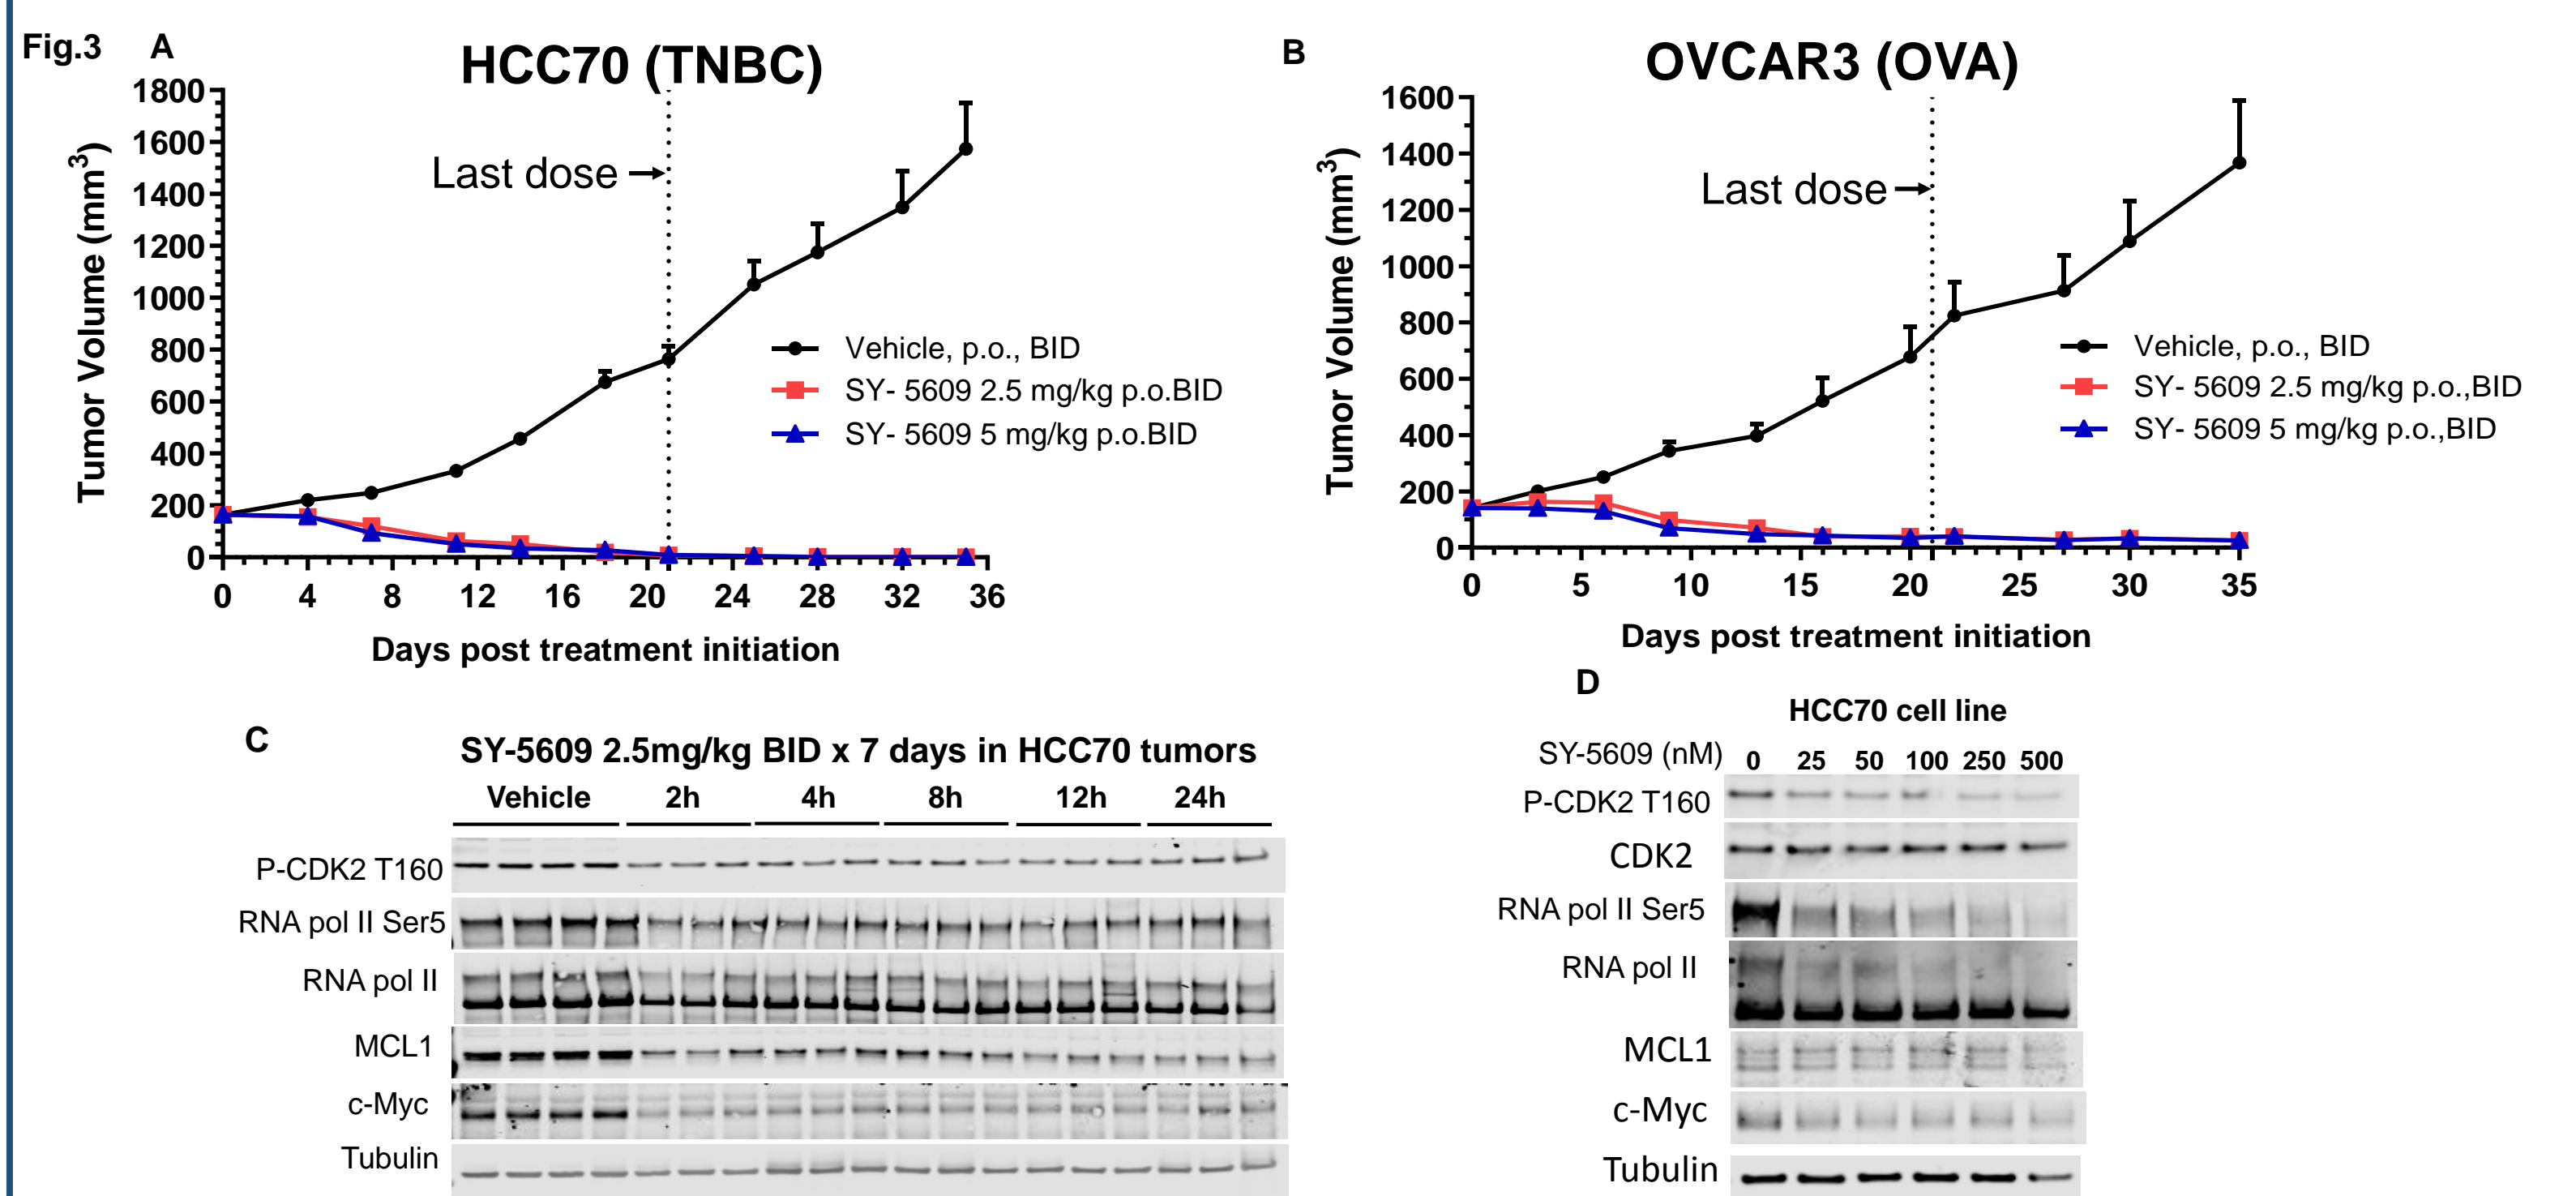 Fig.3 A
HCC70 (TNBC)
Tumor Volume (mm3)
1800
1600
1400
1200
1000
800
600
400
200
0
Last dose
Vehicle, p.o., BID
SY- 5609 2.5 mg/kg p.o.BID
SY- 5609 5 mg/kg p.o.BID
0 4 8 12 16 20 24 28 32 36
Days post treatment initiation
B
OVCAR3 (OVA)
Tumor Volume (mm3)
1600
1400
1200
1000
800
600
400
200
0
Last dose
Vehicle, p.o., BID
SY- 5609 2.5 mg/kg p.o.,BID
SY- 5609 5 mg/kg p.o.,BID
0 5 10 15 20 25 30 35
Days post treatment initiation
C
SY-5609 2.5mg/kg BID x 7 days in HCC70 tumors
Vehicle 2h 4h 8h 12h 24h
P-CDK2 T160
RNA pol II Ser5
RNA pol II
MCL1
c-Myc
Tubulin
D
HCC70 cell line
SY-5609 (nM) 0 25 50 100 250 500
P-CDK2 T160
CDK2
RNA pol II Ser5
RNA pol II
MCL1
c-Myc
Tubulin